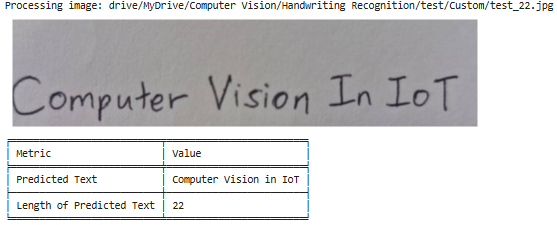 Processing image: drive/MyDrive/Computer Vision/Handwriting Recognition/test/Custom/test_22.jpg
Computer Vision In IoT
Metric Value
Predicted Text Computer Vision in IoT
Length of Predicted Text 22